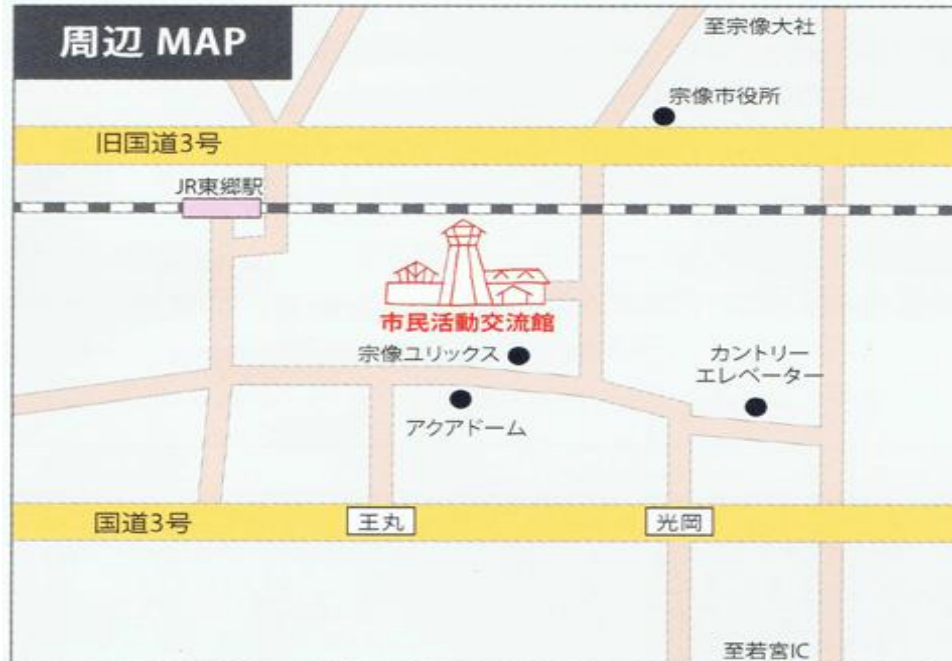 周辺 MAP
至宗像大社
宗像市役所
旧国道3号
JR東郷駅
市民活動交流館
宗像ユリックス
カントリー
エレベーター
アクアドーム
国道3号
王丸
光岡
至若宮IC